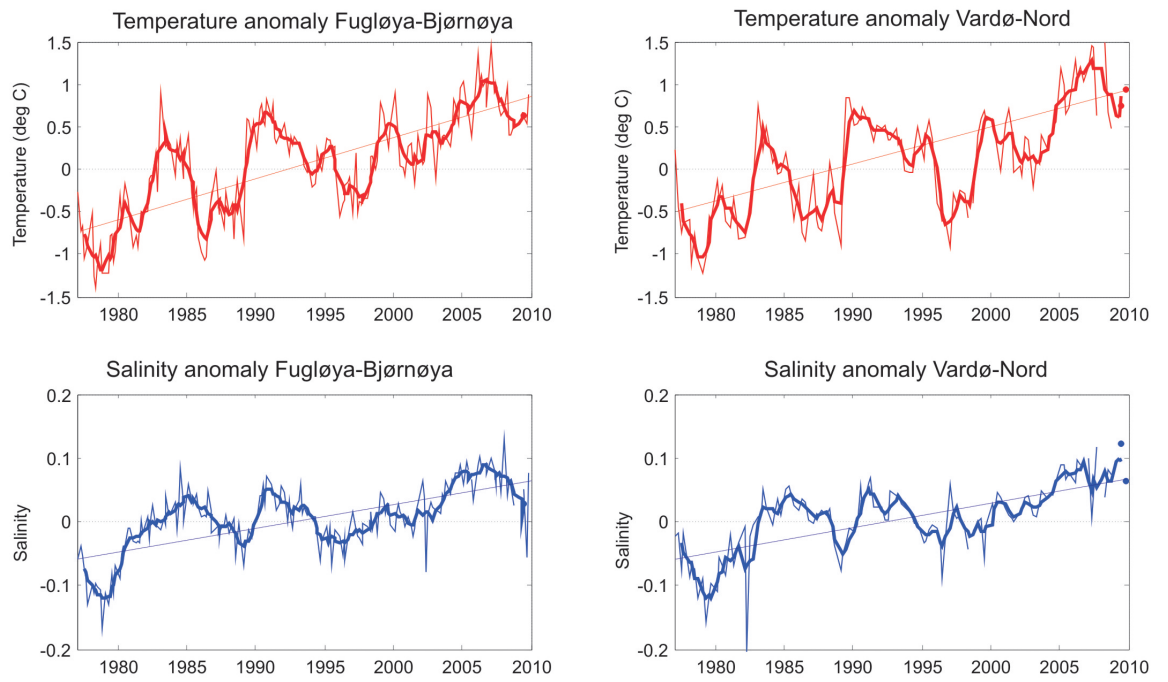 Temperature anomaly Fugløya-Bjørnøya
Temperature (deg C)
1.5
1
0.5
0
-0.5
-1
-1.5
1980 1985 1990 1995 2000 2005 2010
Temperature anomaly Vardø-Nord
Temperature (deg C)
1.5
1
0.5
0
-0.5
-1
-1.5
1980 1985 1990 1995 2000 2005 2010
Salinity anomaly Fugløya-Bjørnøya
Salinity
0.2
0.1
0
-0.1
-0.2
1980 1985 1990 1995 2000 2005 2010
Salinity anomaly Vardø-Nord
Salinity
0.2
0.1
0
-0.1
-0.2
1980 1985 1990 1995 2000 2005 2010